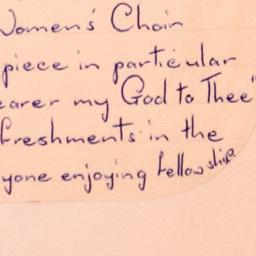 Women's Choir
piece in particular
earer my God to Thee"
freshments in the
yone enjoying fellowship.